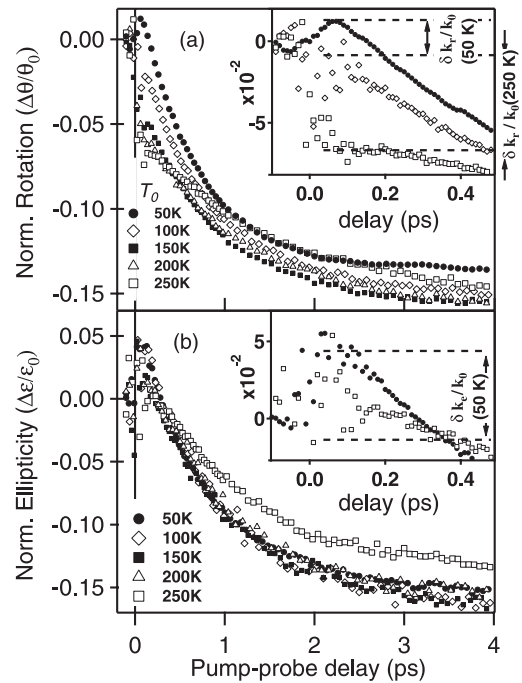 (a)
Norm. Rotation (Δθ/θ₀)
0.00
-0.05
-0.10
-0.15
T₀
50K
100K
150K
200K
250K
x10⁻²
0
-7
0.0
0.2
0.4
delay (ps)
δ kᵣ/k₀
(50 K)
δ kᵣ/k₀(250 K)
(b)
Norm. Ellipticity (Δε/ε₀)
0.05
0.00
-0.05
-0.10
-0.15
50K
100K
150K
200K
250K
x10⁻²
5
0
0.0
0.2
0.4
delay (ps)
δ kₑ/k₀
(50 K)
0
1
2
3
4
Pump-probe delay (ps)